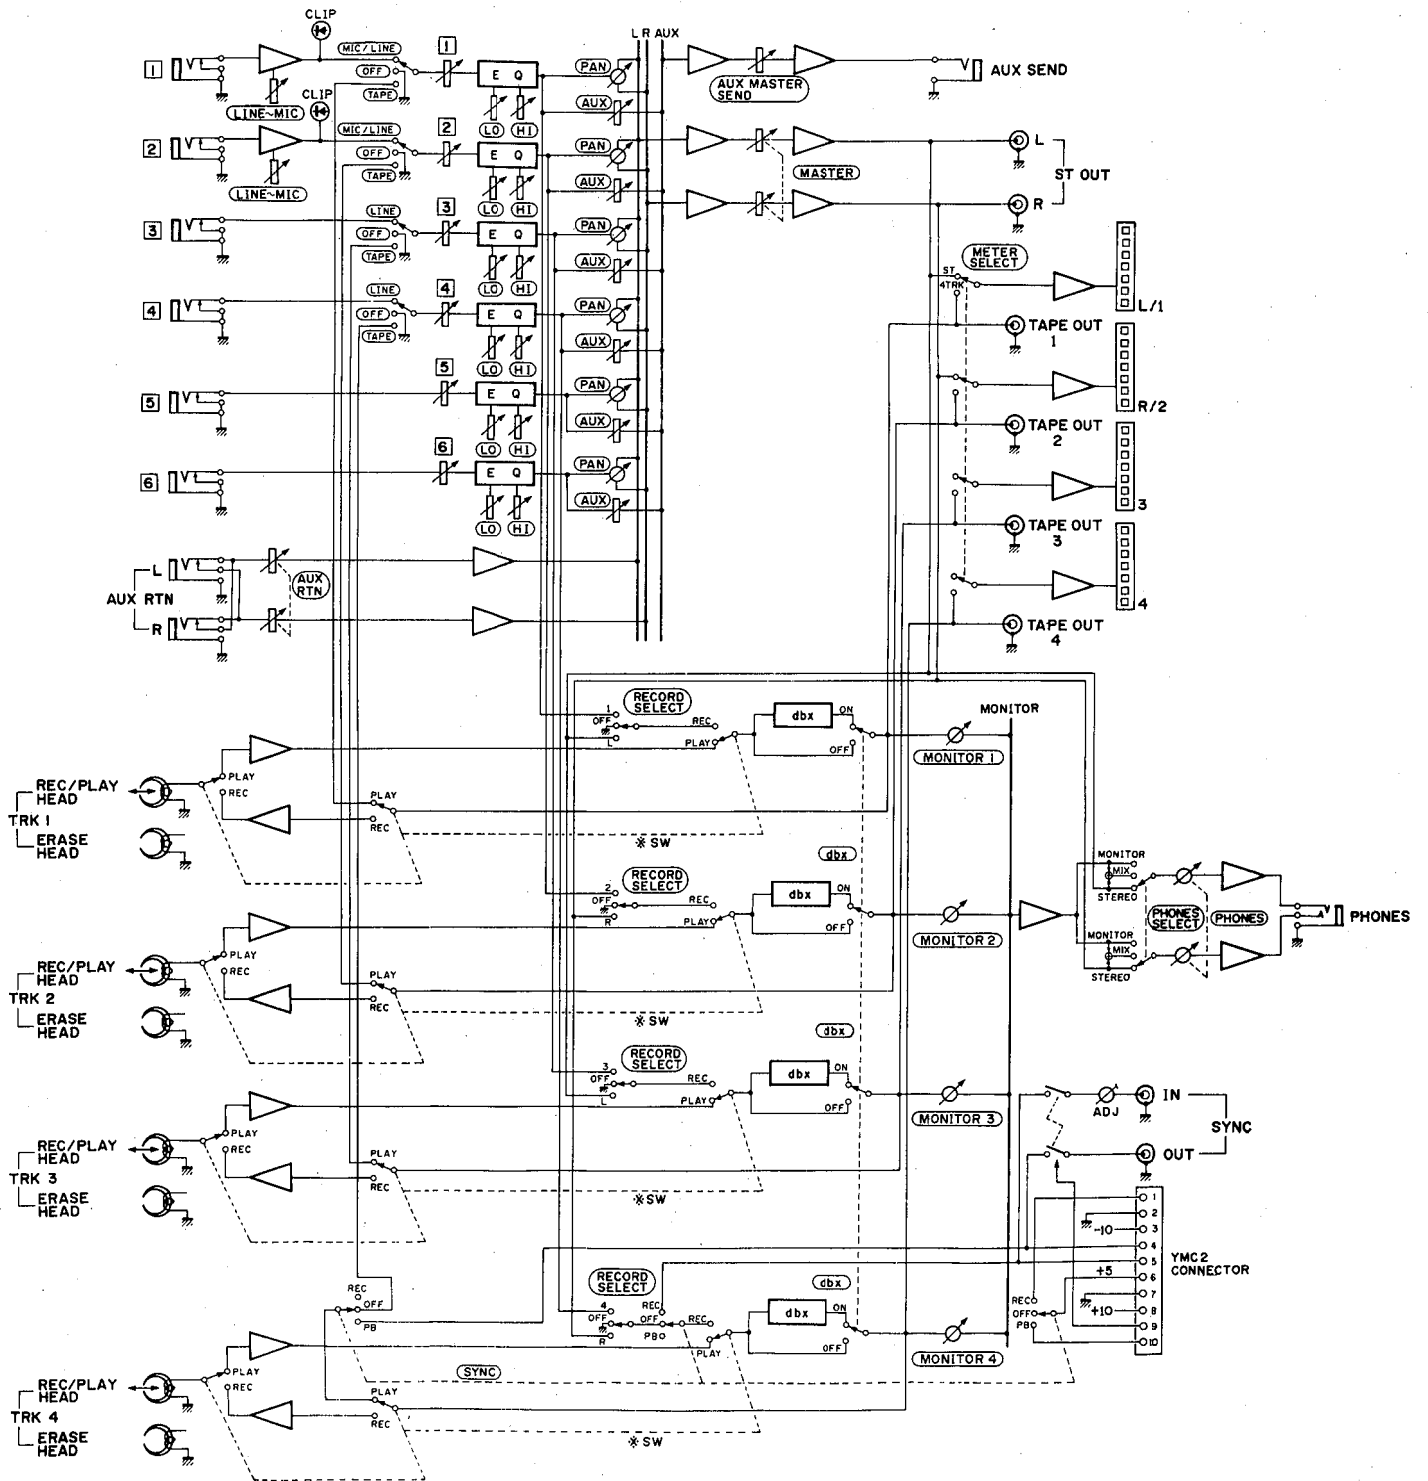 CLIP
L R AUX
1
MIC/LINE
OFF
TAPE
1
E Q
PAN
AUX
LO
HI
LINE~MIC
AUX MASTER
SEND
AUX SEND
CLIP
2
MIC/LINE
OFF
TAPE
2
E Q
PAN
AUX
LO
HI
LINE~MIC
MASTER
L
R
ST OUT
3
LINE
OFF
TAPE
3
E Q
PAN
AUX
LO
HI
METER
SELECT
ST
4TRK
L/1
4
LINE
OFF
TAPE
4
E Q
PAN
AUX
LO
HI
TAPE OUT
1
R/2
5
5
E Q
PAN
AUX
LO
HI
TAPE OUT
2
6
6
E Q
PAN
AUX
LO
HI
3
TAPE OUT
3
L
AUX RTN
R
AUX
RTN
4
TAPE OUT
4
RECORD
SELECT
1
OFF
L
REC
PLAY
dbx
ON
OFF
MONITOR
MONITOR 1
REC/PLAY
HEAD
TRK 1
ERASE
HEAD
PLAY
REC
PLAY
REC
※SW
dbx
RECORD
SELECT
2
OFF
R
REC
PLAY
dbx
ON
OFF
MONITOR 2
MONITOR
MIX
STEREO
MONITOR
MIX
STEREO
PHONES
SELECT
PHONES
PHONES
REC/PLAY
HEAD
TRK 2
ERASE
HEAD
PLAY
REC
PLAY
REC
※SW
dbx
RECORD
SELECT
3
OFF
L
REC
PLAY
dbx
ON
OFF
MONITOR 3
ADJ
IN
SYNC
OUT
REC/PLAY
HEAD
TRK 3
ERASE
HEAD
PLAY
REC
PLAY
REC
※SW
1
2
-10 3
4
5
+5 6
7
+10 8
9
10
YMC2
CONNECTOR
REC
OFF
PB
RECORD
SELECT
4
OFF
R
REC
OFF
PB
REC
PLAY
dbx
dbx
ON
OFF
MONITOR 4
REC
OFF
PB
SYNC
REC/PLAY
HEAD
TRK 4
ERASE
HEAD
PLAY
REC
PLAY
REC
※SW